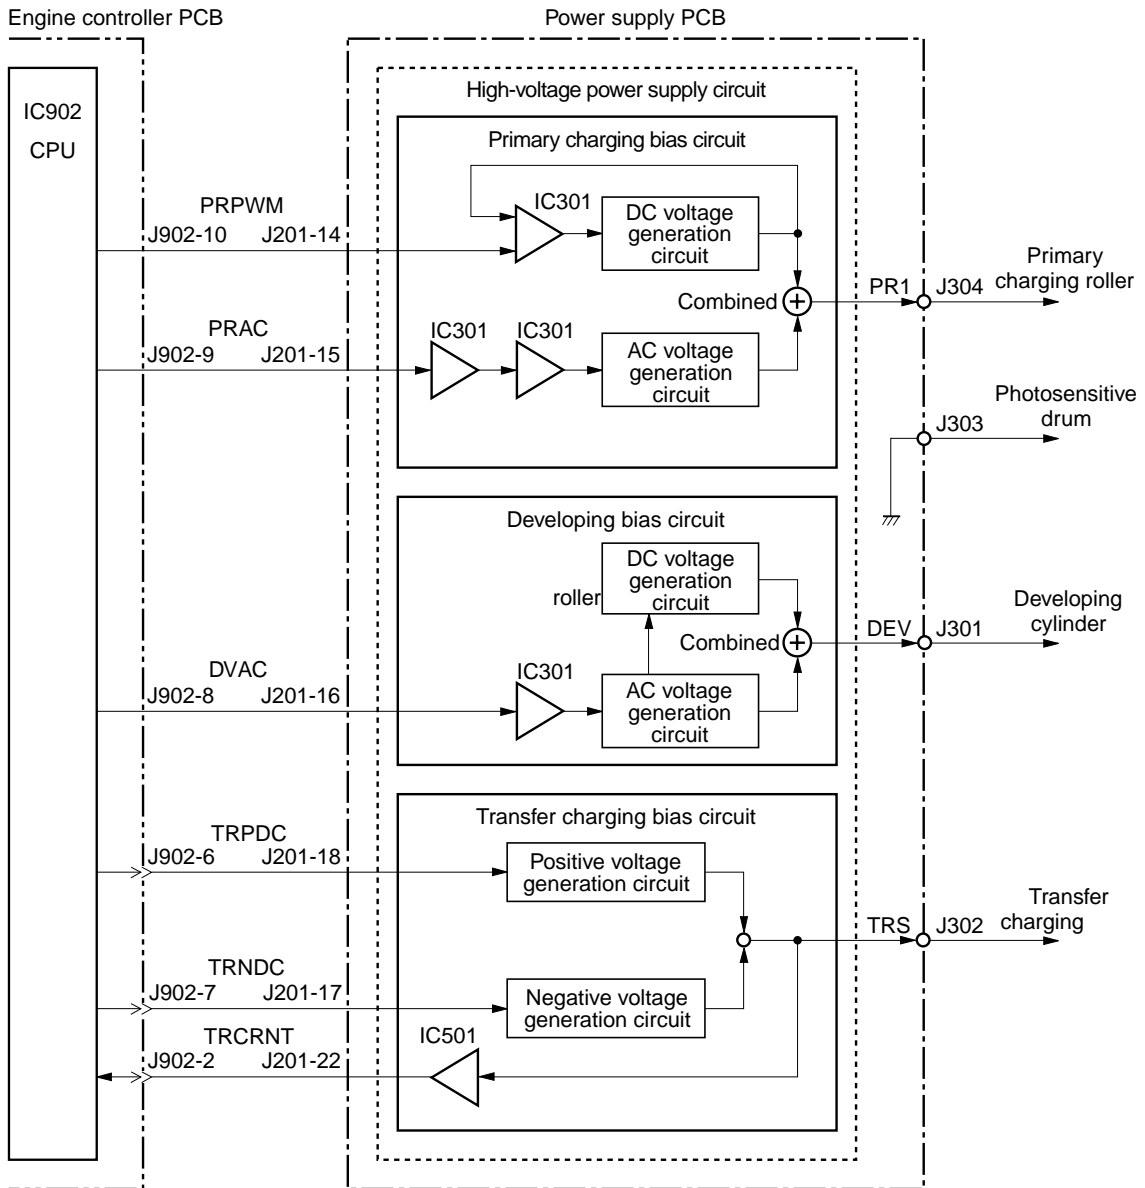 Engine controller PCB
Power supply PCB
High-voltage power supply circuit
IC902
CPU
Primary charging bias circuit
PRPWM
J902-10 J201-14
IC301
DC voltage
generation
circuit
Combined
PR1
J304
Primary
charging roller
PRAC
J902-9 J201-15
IC301
IC301
AC voltage
generation
circuit
Photosensitive
drum
J303
Developing bias circuit
DC voltage
generation
circuit
roller
Combined
DEV
J301
Developing
cylinder
DVAC
J902-8 J201-16
IC301
AC voltage
generation
circuit
Transfer charging bias circuit
TRPDC
J902-6 J201-18
Positive voltage
generation circuit
TRS
J302
Transfer
charging
TRNDC
J902-7 J201-17
Negative voltage
generation circuit
TRCRNT
J902-2 J201-22
IC501